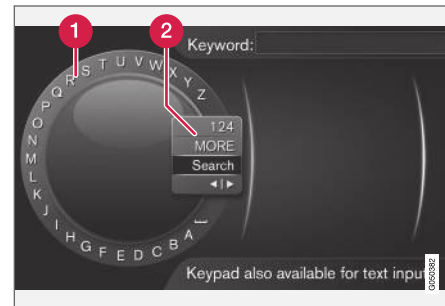 1
2
Keyword:
A B C D E F G H I J K L M N O P Q R S T U V W X Y Z
124
MORE
Search
◄|►
Keypad also available for text input
G050382